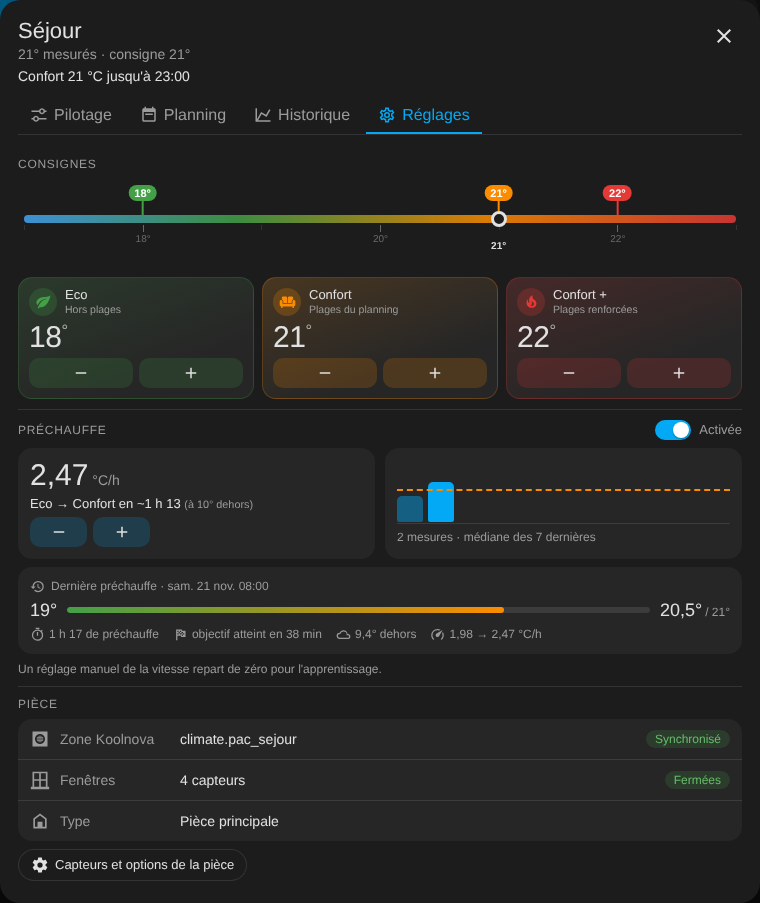 Séjour
21° mesurés · consigne 21°
Confort 21 °C jusqu'à 23:00
Pilotage
Planning
Historique
Réglages
CONSIGNES
18°
21°
22°
18°
20°
21°
22°
Eco
Hors plages
18°
− +
Confort
Plages du planning
21°
− +
Confort +
Plages renforcées
22°
− +
PRÉCHAUFFE
Activée
2,47 °C/h
Eco → Confort en ~1 h 13 (à 10° dehors)
− +
2 mesures · médiane des 7 dernières
Dernière préchauffe · sam. 21 nov. 08:00
19°
20,5° / 21°
1 h 17 de préchauffe
objectif atteint en 38 min
9,4° dehors
1,98 → 2,47 °C/h
Un réglage manuel de la vitesse repart de zéro pour l'apprentissage.
PIÈCE
Zone Koolnova climate.pac_sejour Synchronisé
Fenêtres 4 capteurs Fermées
Type Pièce principale
Capteurs et options de la pièce